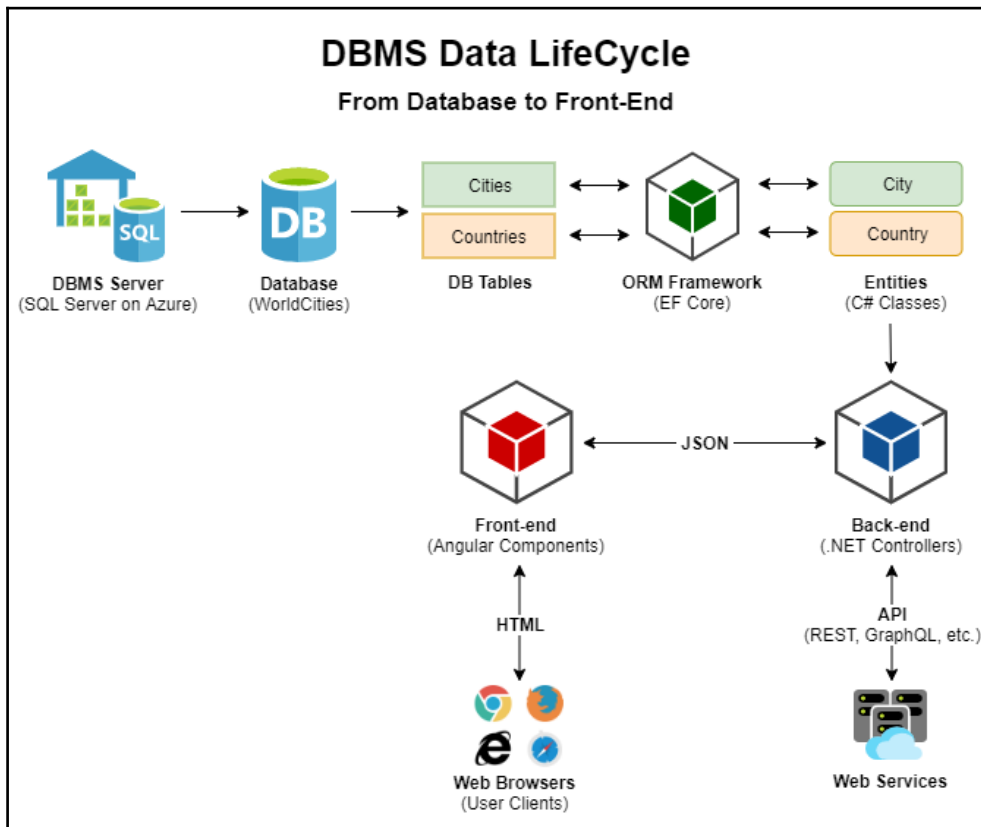 DBMS Data LifeCycle
From Database to Front-End
Cities
City
SQL
DB
Countries
Country
DBMS Server
(SQL Server on Azure)
Database
(WorldCities)
DB Tables
ORM Framework
(EF Core)
Entities
(C# Classes)
JSON
Front-end
(Angular Components)
Back-end
(.NET Controllers)
HTML
API
(REST, GraphQL, etc.)
Web Browsers
(User Clients)
Web Services